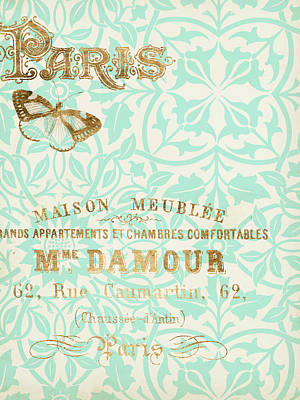 PARIS
MAISON MEUBLÉE
RANDS APPARTEMENTS ET CHAMBRES COMFORTABLES
MME DAMOUR
62, Rue Caumartin, 62,
(Chaussée-d'Antin)
Paris